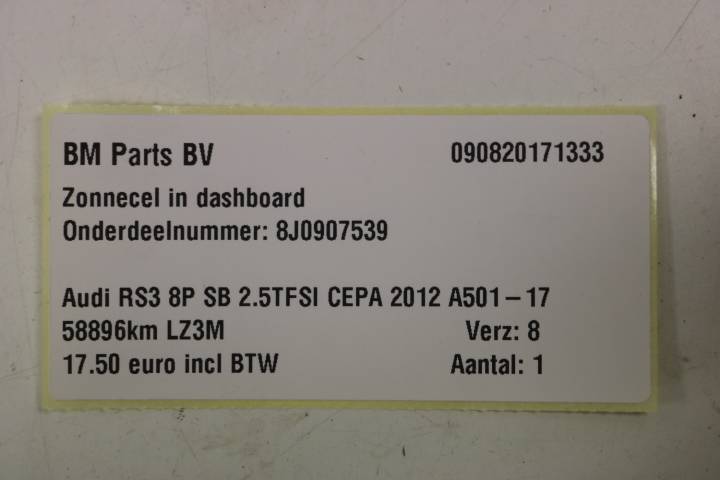 BM Parts BV 090820171333
Zonnecel in dashboard
Onderdeelnummer: 8J0907539
Audi RS3 8P SB 2.5TFSI CEPA 2012 A501-17
58896km LZ3M Verz: 8
17.50 euro incl BTW Aantal: 1